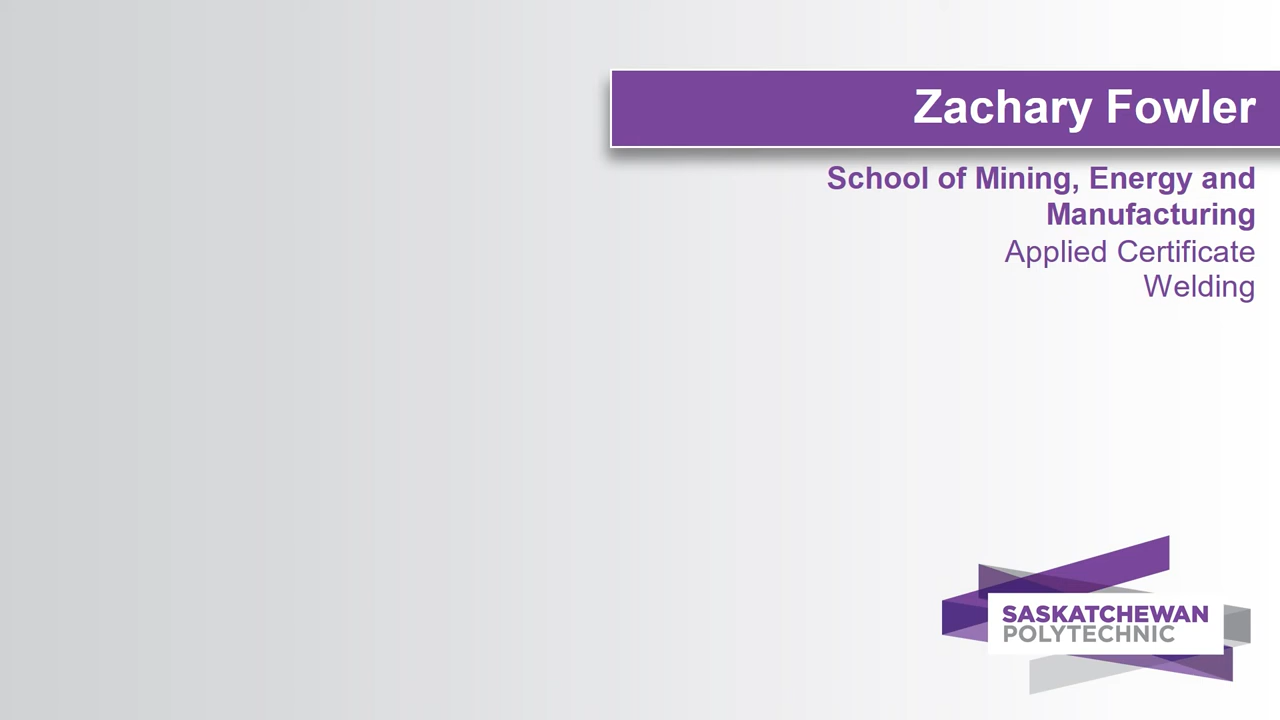 Zachary Fowler
School of Mining, Energy and
Manufacturing
Applied Certificate
Welding
SASKATCHEWAN
POLYTECHNIC